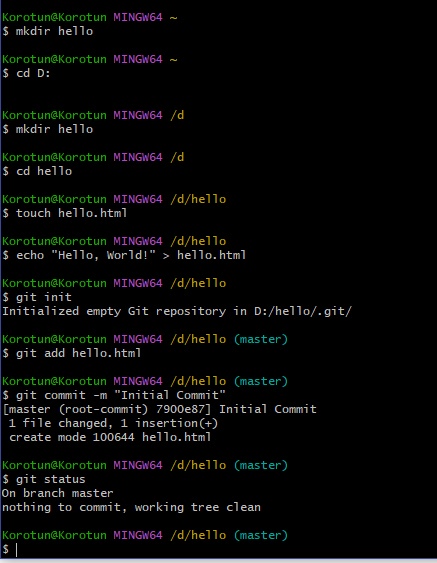 Korotun@Korotun MINGW64 ~
$ mkdir hello
Korotun@Korotun MINGW64 ~
$ cd D:
Korotun@Korotun MINGW64 /d
$ mkdir hello
Korotun@Korotun MINGW64 /d
$ cd hello
Korotun@Korotun MINGW64 /d/hello
$ touch hello.html
Korotun@Korotun MINGW64 /d/hello
$ echo "Hello, World!" > hello.html
Korotun@Korotun MINGW64 /d/hello
$ git init
Initialized empty Git repository in D:/hello/.git/
Korotun@Korotun MINGW64 /d/hello (master)
$ git add hello.html
Korotun@Korotun MINGW64 /d/hello (master)
$ git commit -m "Initial Commit"
[master (root-commit) 7900e87] Initial Commit
 1 file changed, 1 insertion(+)
 create mode 100644 hello.html
Korotun@Korotun MINGW64 /d/hello (master)
$ git status
On branch master
nothing to commit, working tree clean
Korotun@Korotun MINGW64 /d/hello (master)
$